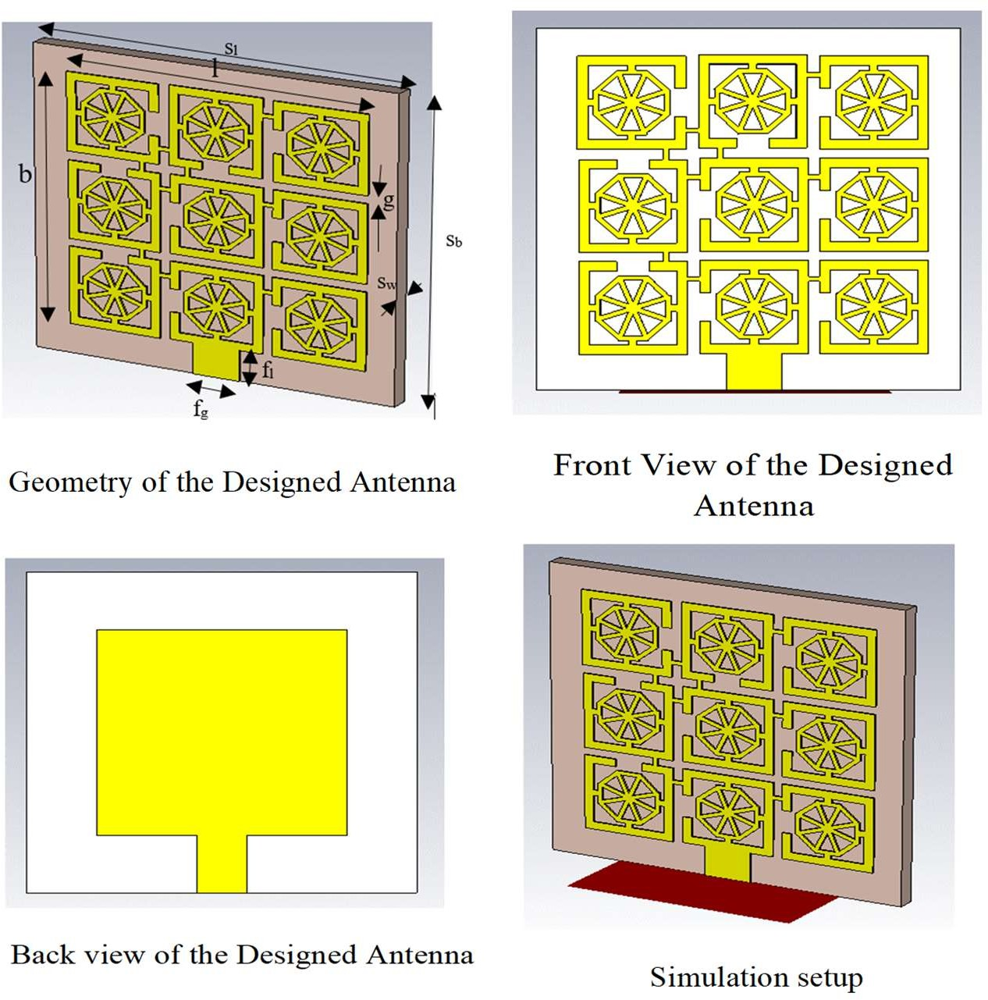 Sl
l
b
g
Sb
Sw
fl
fg
Geometry of the Designed Antenna
Front View of the Designed
Antenna
Back view of the Designed Antenna
Simulation setup